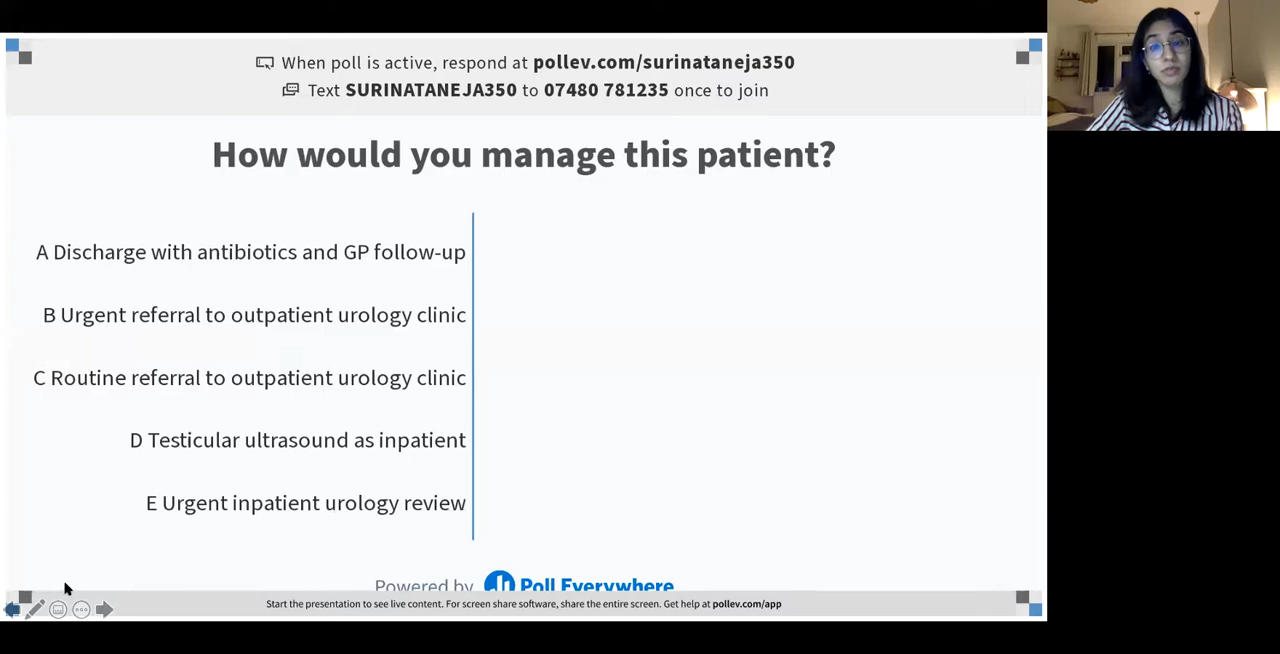 When poll is active, respond at pollev.com/surinataneja350
Text SURINATANEJA350 to 07480 781235 once to join
How would you manage this patient?
A Discharge with antibiotics and GP follow-up
B Urgent referral to outpatient urology clinic
C Routine referral to outpatient urology clinic
D Testicular ultrasound as inpatient
E Urgent inpatient urology review
Powered by Poll Everywhere
Start the presentation to see live content. For screen share software, share the entire screen. Get help at pollev.com/app